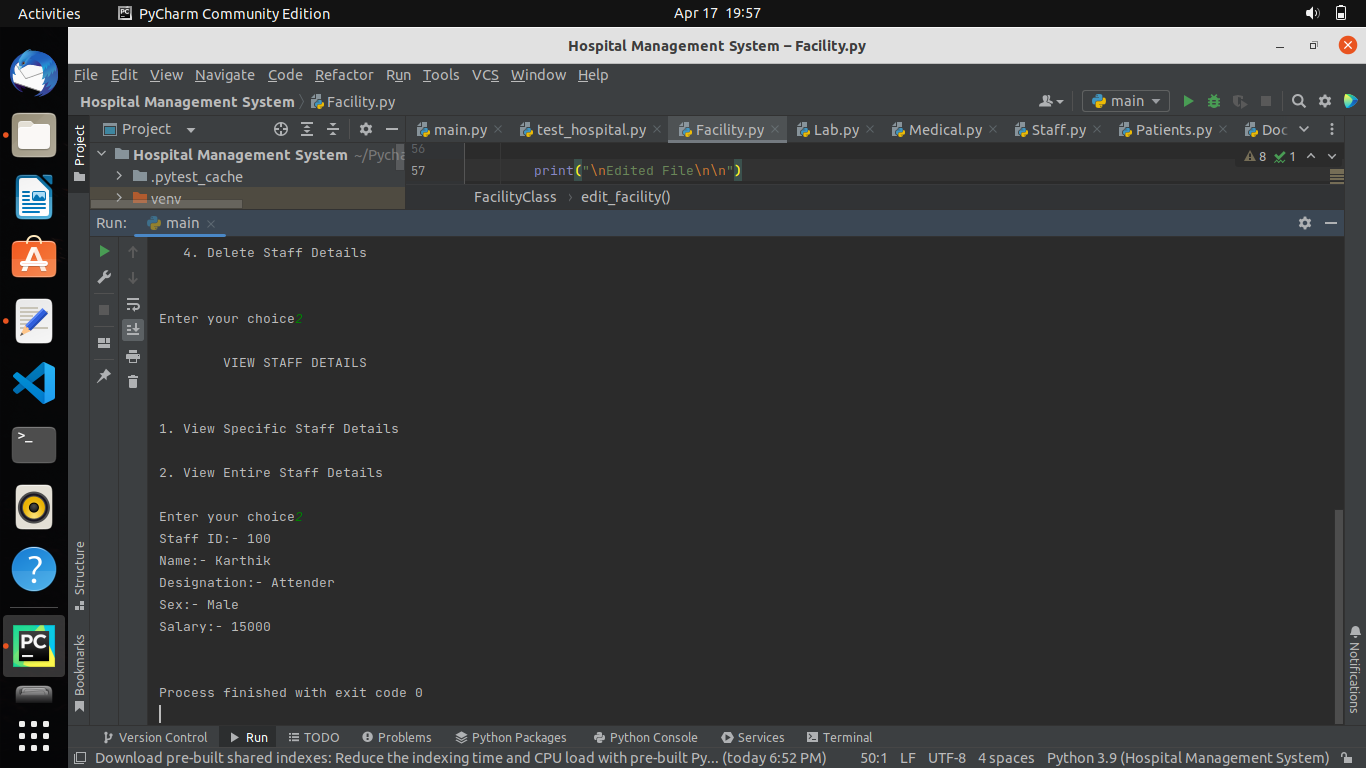 Activities PyCharm Community Edition Apr 17 19:57
Hospital Management System – Facility.py
File Edit View Navigate Code Refactor Run Tools VCS Window Help
Hospital Management System Facility.py main
Project main.py test_hospital.py Facility.py Lab.py Medical.py Staff.py Patients.py Doc
Hospital Management System ~/Pycha
.pytest_cache
venv
56
57 print("\nEdited File\n\n")
8 1
FacilityClass edit_facility()
Run: main
4. Delete Staff Details
Enter your choice2
VIEW STAFF DETAILS
1. View Specific Staff Details
2. View Entire Staff Details
Enter your choice2
Staff ID:- 100
Name:- Karthik
Designation:- Attender
Sex:- Male
Salary:- 15000
Process finished with exit code 0
Project
Structure
Bookmarks
Notifications
PC
Version Control Run TODO Problems Python Packages Python Console Services Terminal
Download pre-built shared indexes: Reduce the indexing time and CPU load with pre-built Py... (today 6:52 PM) 50:1 LF UTF-8 4 spaces Python 3.9 (Hospital Management System)